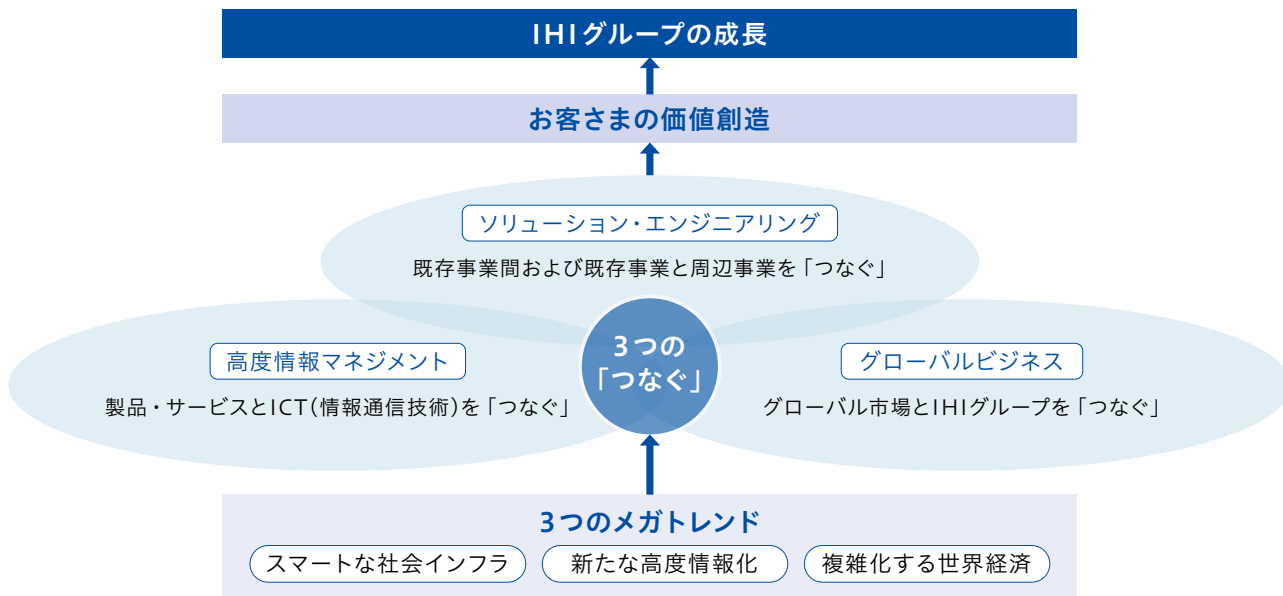 IHIグループの成長
お客さまの価値創造
ソリューション・エンジニアリング
既存事業間および既存事業と周辺事業を「つなぐ」
3つの
「つなぐ」
高度情報マネジメント
製品・サービスとICT(情報通信技術)を「つなぐ」
グローバルビジネス
グローバル市場とIHIグループを「つなぐ」
3つのメガトレンド
スマートな社会インフラ
新たな高度情報化
複雑化する世界経済